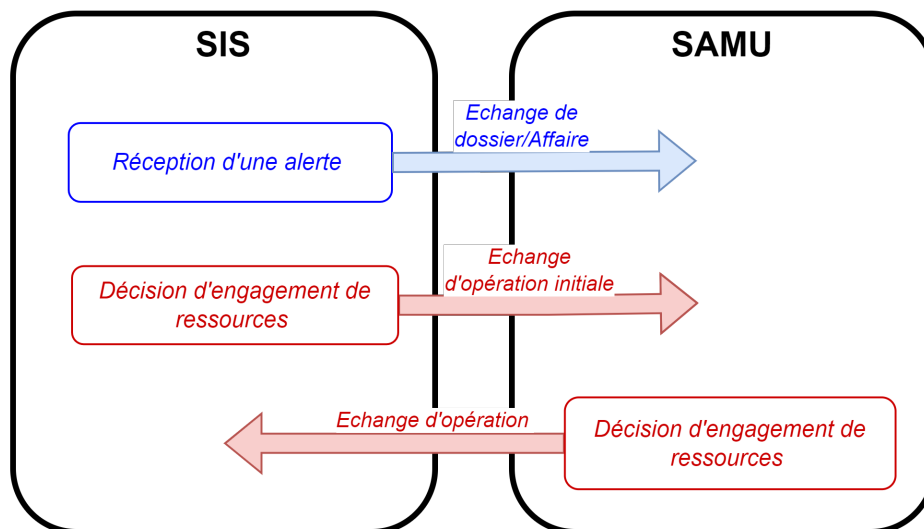 SIS
SAMU
Echange de
dossier/Affaire
Réception d'une alerte
Echange
d'opération initiale
Décision d'engagement de
ressources
Echange d'opération
Décision d'engagement de
ressources